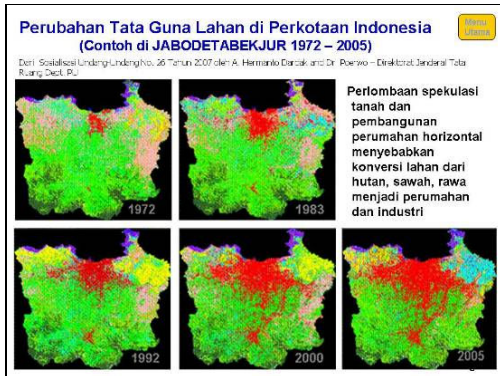 Perubahan Tata Guna Lahan di Perkotaan Indonesia
(Contoh di JABODETABEKJUR 1972 – 2005)
Menu
Utama
Dari Sosialisasi Undang-Undang No. 26 Tahun 2007 oleh A. Hermanto Dardak and Dr. Poerwo – Direktorat Jenderal Tata
Ruang Dept. PU
Perlombaan spekulasi
tanah dan
pembangunan
perumahan horizontal
menyebabkan
konversi lahan dari
hutan, sawah, rawa
menjadi perumahan
dan industri
1972
1983
1992
2000
2005